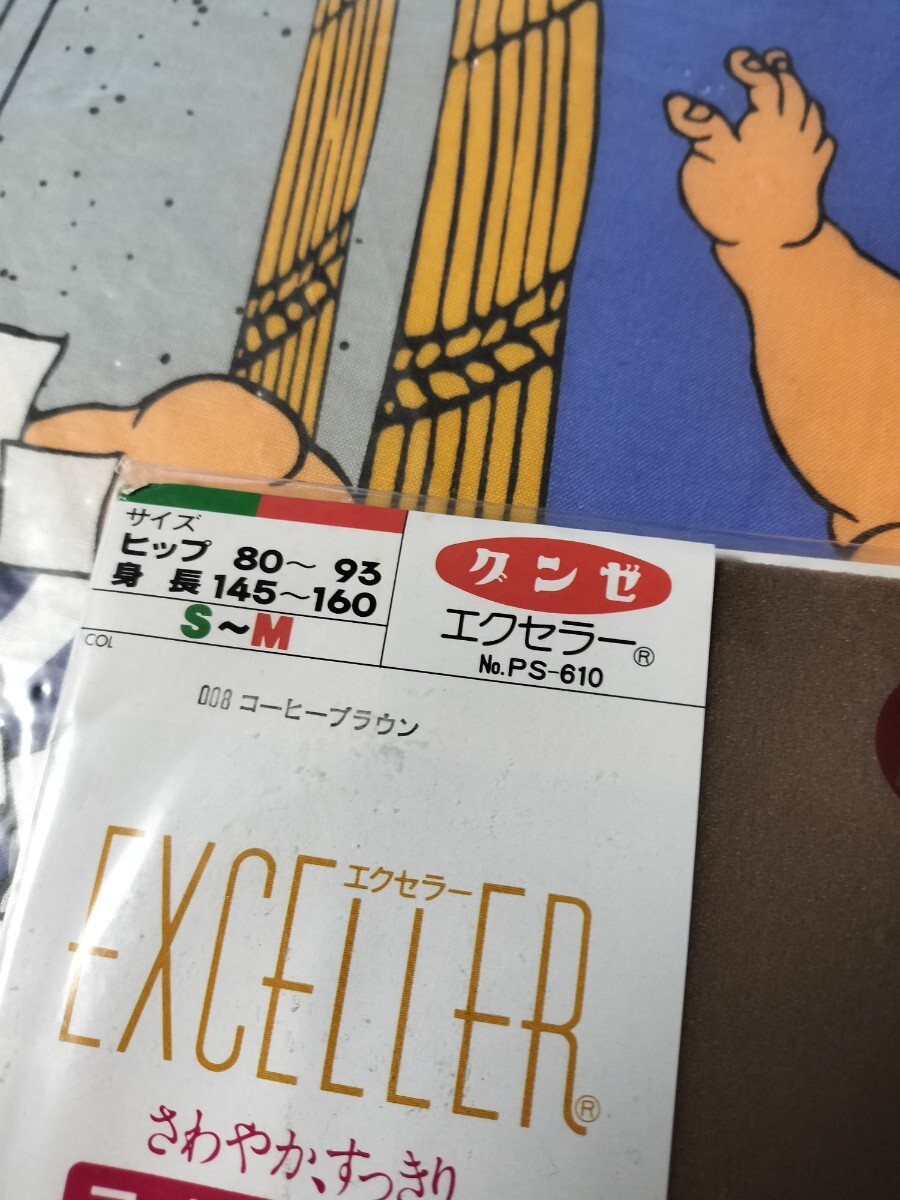 サイズ
ヒップ 80～ 93
身 長 145～160
S～M
グンゼ
エクセラー®
No.PS-610
COL
008 コーヒーブラウン
エクセラー
EXCELLER®
さわやか、すっきり